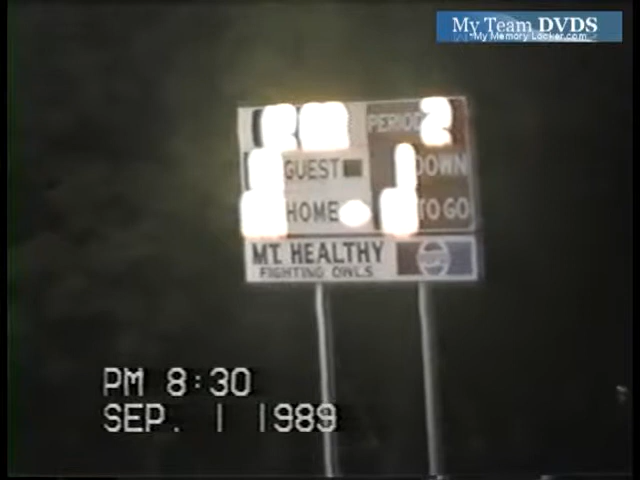 My Team DVDS
*My Memory Locker.com
PERIOD 2
GUEST
DOWN
HOME
TO GO
MT. HEALTHY
FIGHTING OWLS
PM 8:30
SEP. 1 1989